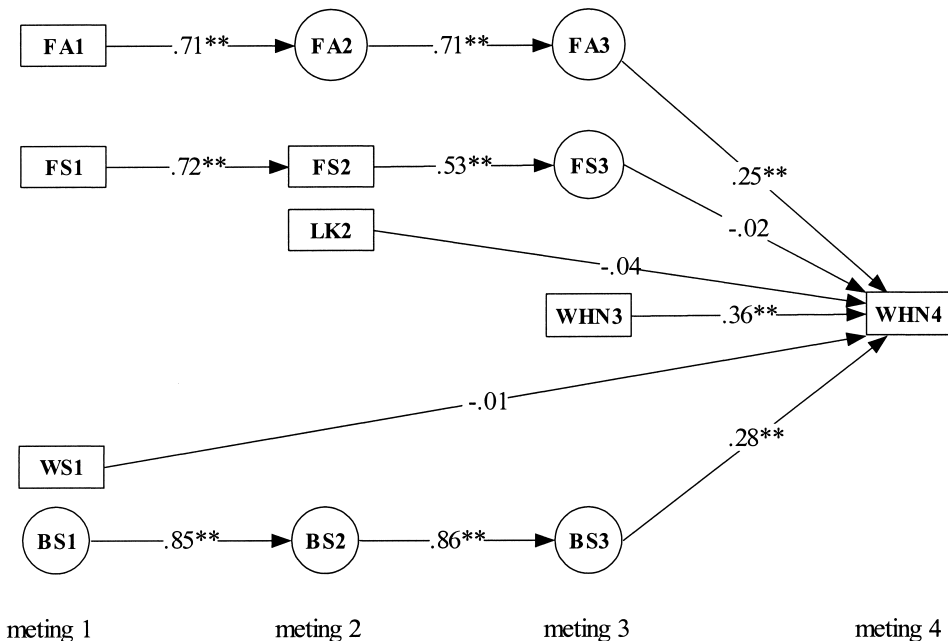 FA1 .71** FA2 .71** FA3
FS1 .72** FS2 .53** FS3 .25**
LK2 -.02
-.04
WHN3 .36** WHN4
-.01
WS1 .28**
BS1 .85** BS2 .86** BS3
meting 1 meting 2 meting 3 meting 4